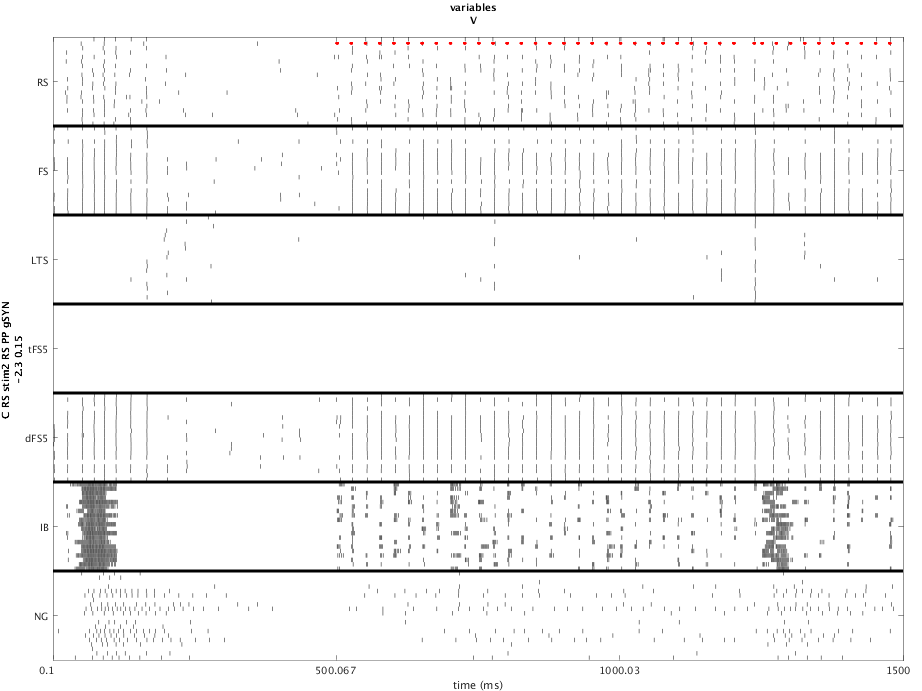 variables
V
RS
FS
LTS
tFS5
dFS5
IB
NG
C RS stim2 RS PP gSYN
-2.3 0.15
0.1
500.067
1000.03
1500
time (ms)